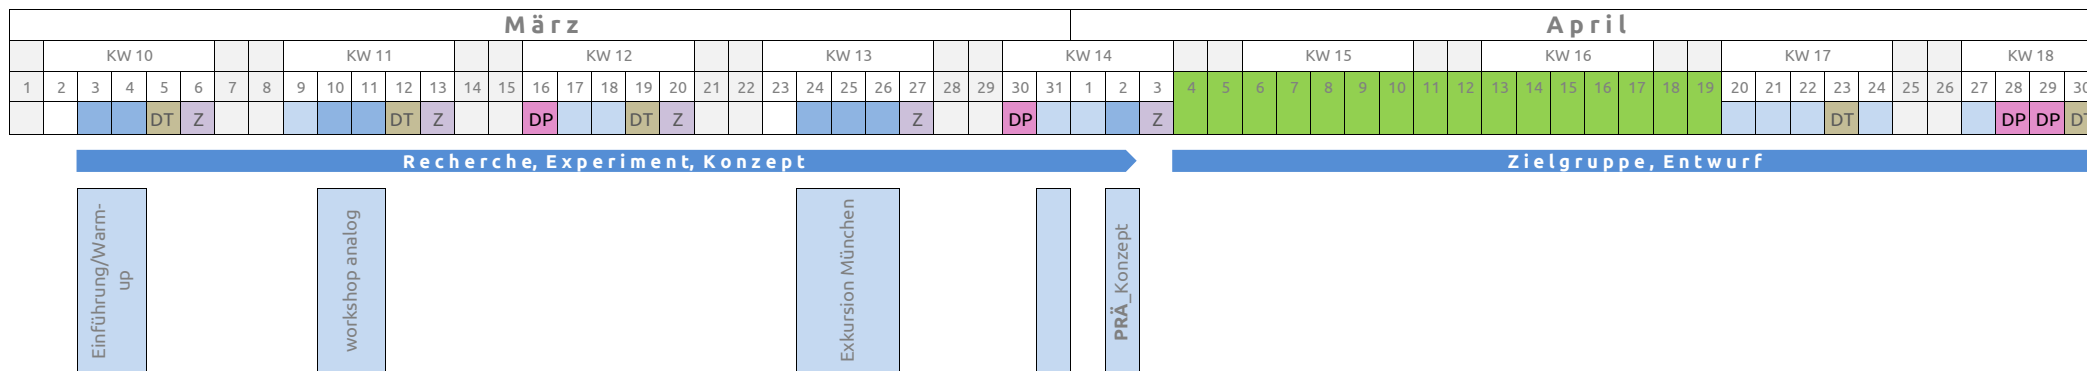 März April
KW 10 KW 11 KW 12 KW 13 KW 14 KW 15 KW 16 KW 17 KW 18
1 2 3 4 5 6 7 8 9 10 11 12 13 14 15 16 17 18 19 20 21 22 23 24 25 26 27 28 29 30 31 1 2 3 4 5 6 7 8 9 10 11 12 13 14 15 16 17 18 19 20 21 22 23 24 25 26 27 28 29 30
DT Z DT Z DP DT Z Z DP Z DT DP DP DT
Recherche, Experiment, Konzept Zielgruppe, Entwurf
Einführung/Warm-
up
workshop analog
Exkursion München
PRÄ_Konzept